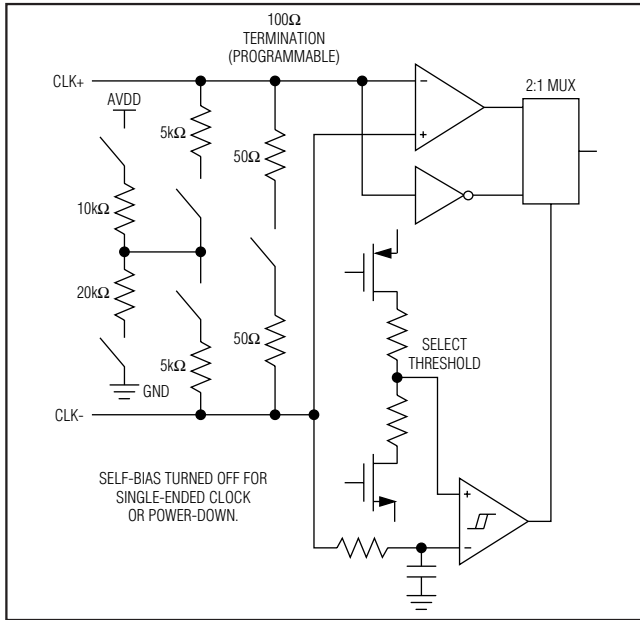 100Ω
TERMINATION
(PROGRAMMABLE)
CLK+
AVDD
2:1 MUX
5kΩ
50Ω
10kΩ
20kΩ
50Ω
SELECT
THRESHOLD
5kΩ
GND
CLK-
SELF-BIAS TURNED OFF FOR
SINGLE-ENDED CLOCK
OR POWER-DOWN.